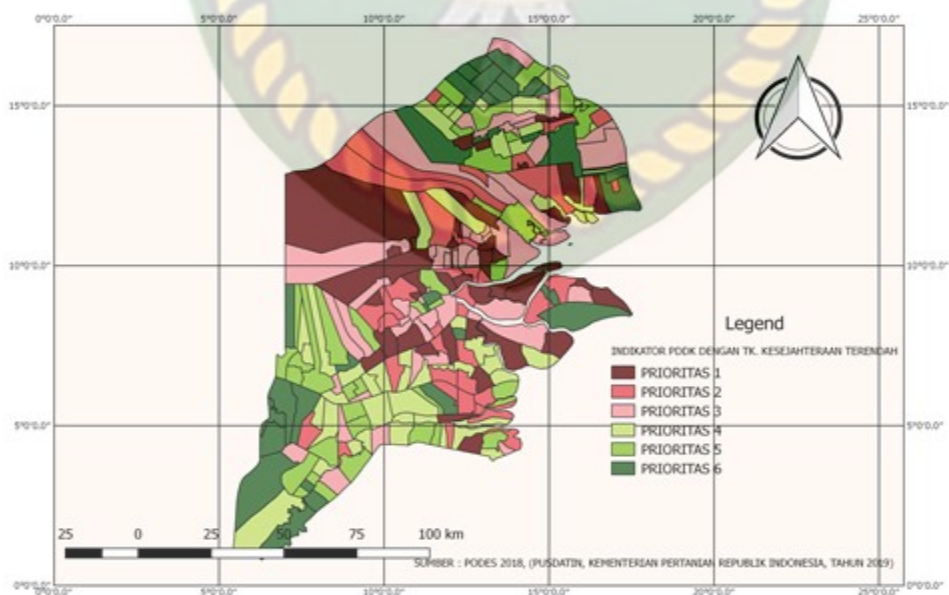 0°0'0.0" 5°0'0.0" 10°0'0.0" 15°0'0.0" 20°0'0.0" 25°0'0.0"
15°0'0.0" 15°0'0.0"
10°0'0.0" 10°0'0.0"
Legend
INDIKATOR PDDK DENGAN TK. KESEJAHTERAAN TERENDAH
PRIORITAS 1
PRIORITAS 2
PRIORITAS 3
5°0'0.0" PRIORITAS 4 5°0'0.0"
PRIORITAS 5
PRIORITAS 6
25 0 25 50 75 100 km
SUMBER : PODES 2018, (PUSDATIN, KEMENTERIAN PERTANIAN REPUBLIK INDONESIA, TAHUN 2019)
0°0'0.0" 0°0'0.0"
0°0'0.0" 5°0'0.0" 10°0'0.0" 15°0'0.0" 20°0'0.0" 25°0'0.0"